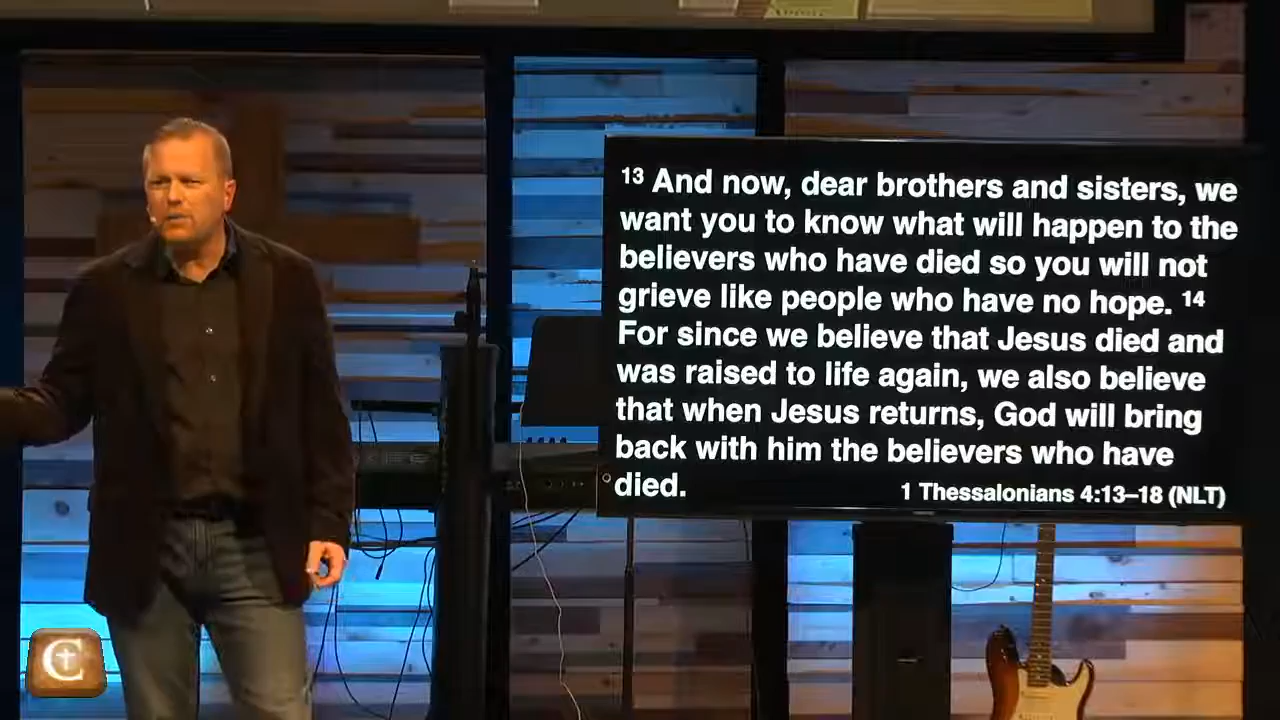 13 And now, dear brothers and sisters, we
want you to know what will happen to the
believers who have died so you will not
grieve like people who have no hope. 14
For since we believe that Jesus died and
was raised to life again, we also believe
that when Jesus returns, God will bring
back with him the believers who have
died.
1 Thessalonians 4:13–18 (NLT)
C